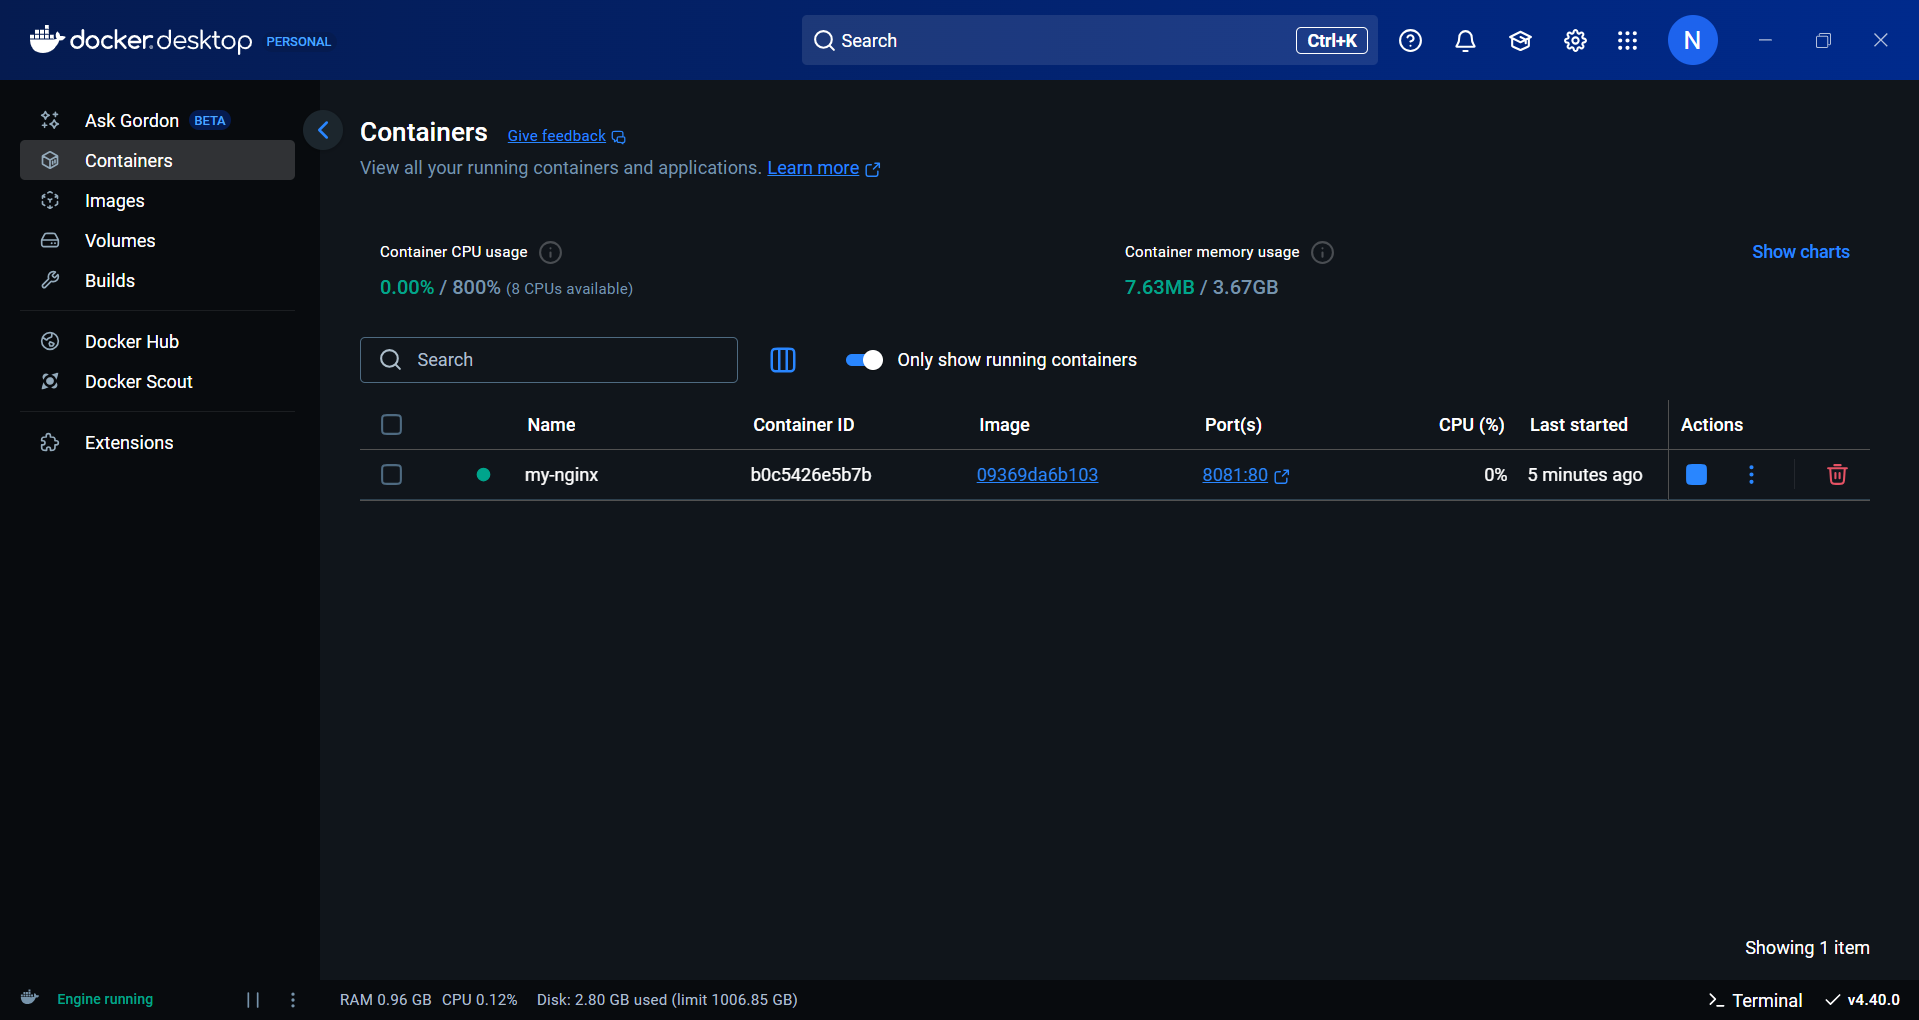 docker.desktop PERSONAL
Search Ctrl+K
N
Ask Gordon BETA
Containers
Images
Volumes
Builds
Docker Hub
Docker Scout
Extensions
Containers Give feedback
View all your running containers and applications. Learn more
Container CPU usage
0.00% / 800% (8 CPUs available)
Container memory usage
7.63MB / 3.67GB
Show charts
Search
Only show running containers
Name Container ID Image Port(s) CPU (%) Last started Actions
my-nginx b0c5426e5b7b 09369da6b103 8081:80 0% 5 minutes ago
Showing 1 item
Engine running
RAM 0.96 GB CPU 0.12% Disk: 2.80 GB used (limit 1006.85 GB)
Terminal
v4.40.0